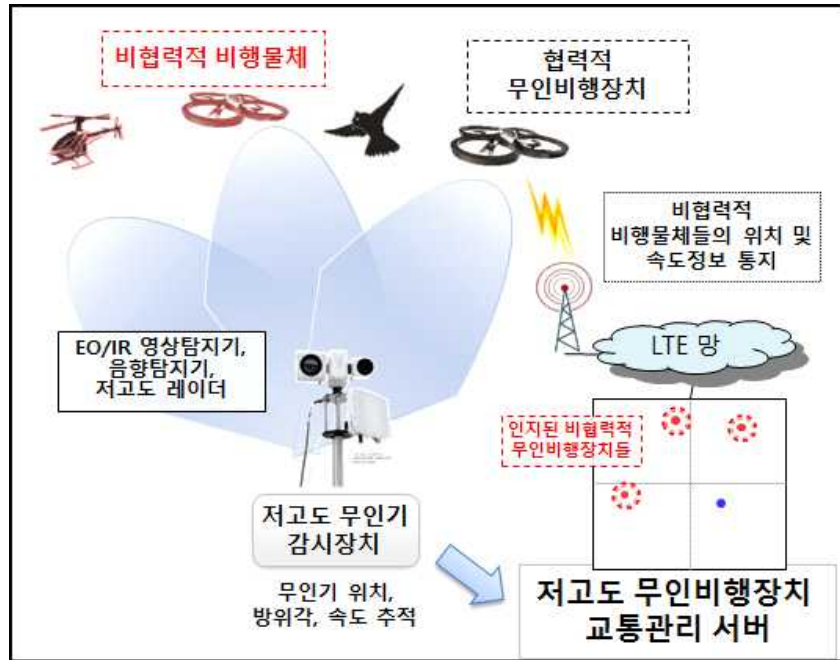 비협력적 비행물체
협력적
무인비행장치
비협력적
비행물체들의 위치 및
속도정보 통지
EO/IR 영상탐지기,
음향탐지기,
저고도 레이더
LTE 망
인지된 비협력적
무인비행장치들
저고도 무인기
감시장치
무인기 위치,
방위각, 속도 추적
저고도 무인비행장치
교통관리 서버